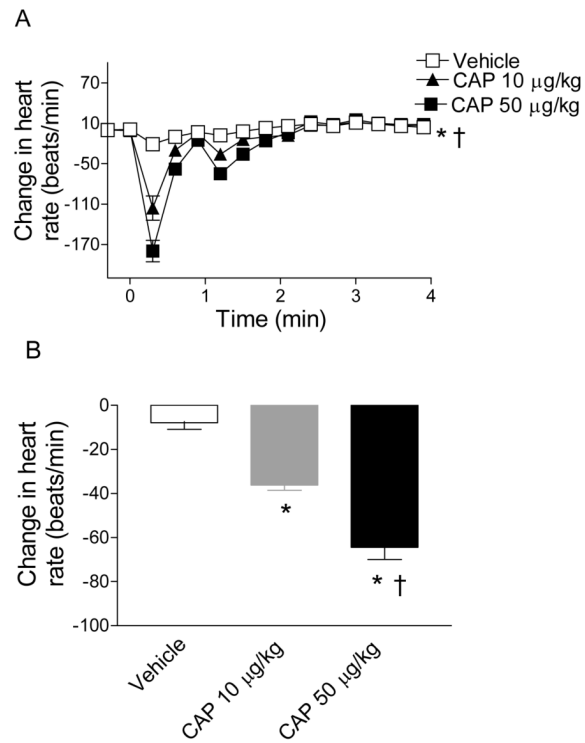 A
Vehicle
CAP 10 μg/kg
CAP 50 μg/kg
Change in heart
rate (beats/min)
70
10
-50
-110
-170
* †
0 1 2 3 4
Time (min)
B
Change in heart
rate (beats/min)
0
-20
-40
-60
-80
-100
*
* †
Vehicle
CAP 10 μg/kg
CAP 50 μg/kg